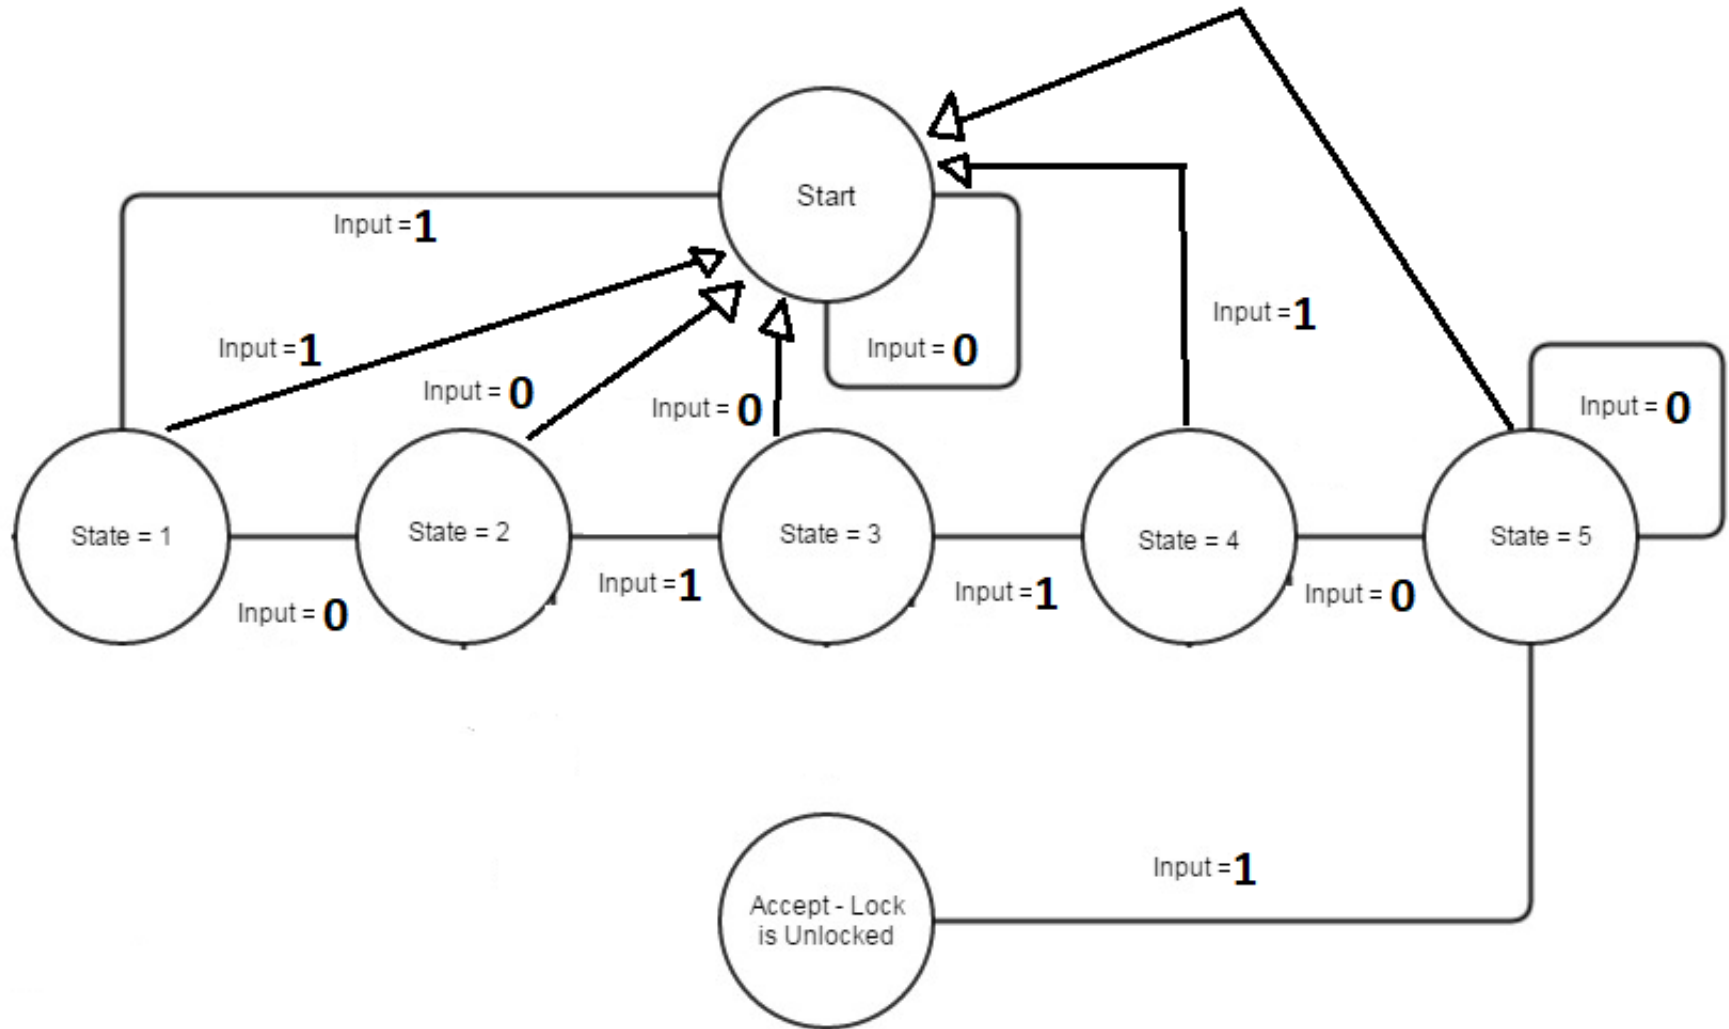 Start
Input = 1
Input = 1
Input = 1
Input = 0
Input = 0
Input = 0
Input = 0
State = 1
State = 2
State = 3
State = 4
State = 5
Input = 0
Input = 1
Input = 1
Input = 0
Input = 1
Accept - Lock
is Unlocked